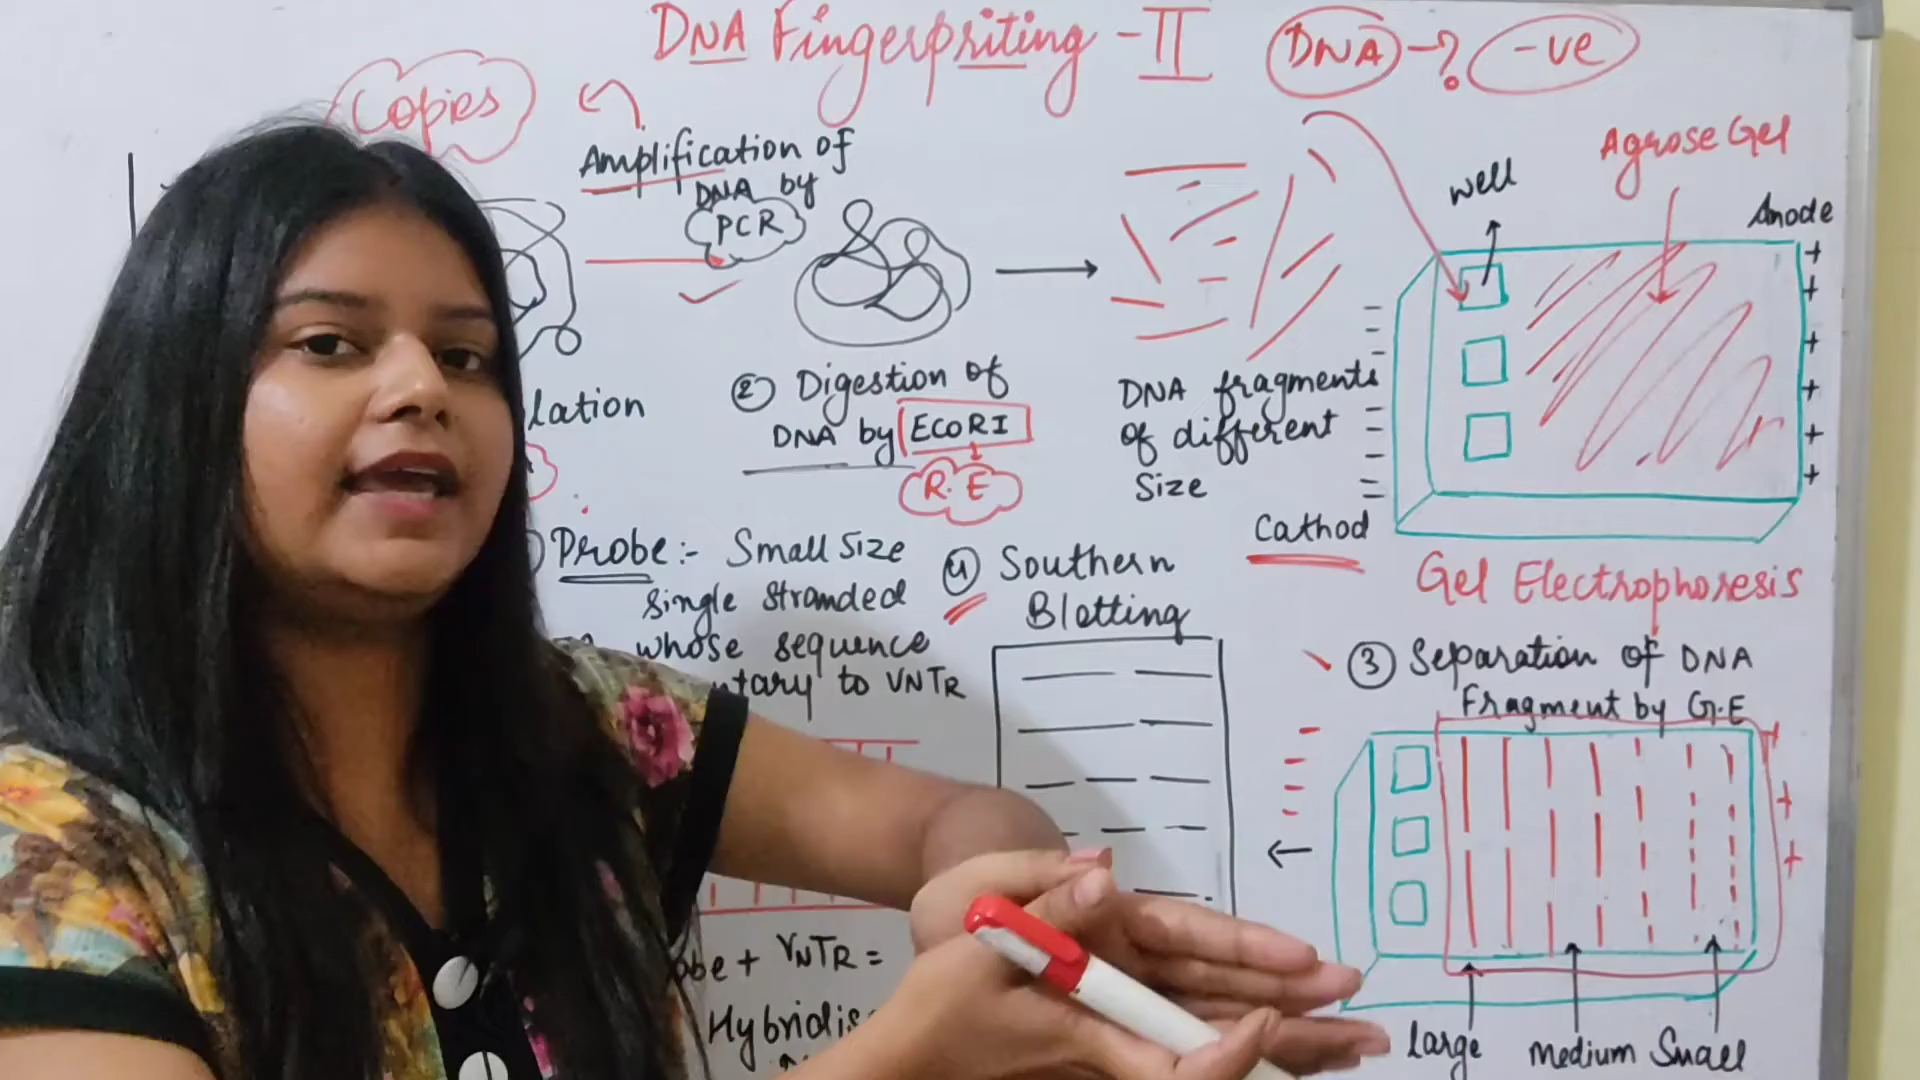 DNA Fingerpriting - II
DNA - ? -ve
Copies
Amplification of
DNA by
PCR
well
Agrose Gel
Anode
+
+
+
+
+
+
lation
② Digestion of
DNA by ECORI
R.E
DNA fragments
of different
Size
Cathod
Gel Electrophoresis
Probe :- Small Size
single stranded
whose sequence
ntary to VNTR
④ Southern
Blotting
③ Separation of DNA
Fragment by G.E
+
+
+
obe + VNTR =
Hybridis
large medium Small